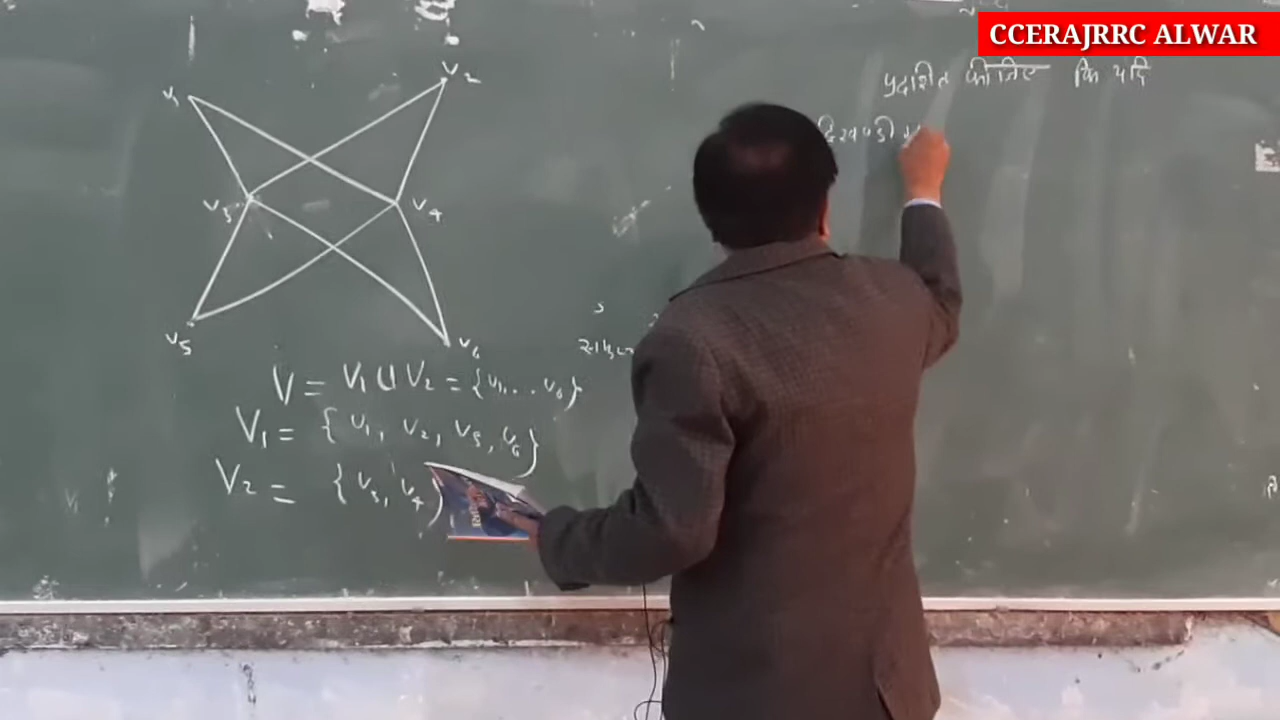 CCERAJRRC ALWAR
प्रदर्शित कीजिए कि यदि
द्विखण्डी
v₁
v₂
v₃
v₄
v₅
v₆
V = V₁ ∪ V₂ = {v₁, . . v₆}
V₁ = {v₁, v₂, v₅, v₆}
V₂ = {v₃, v₄}